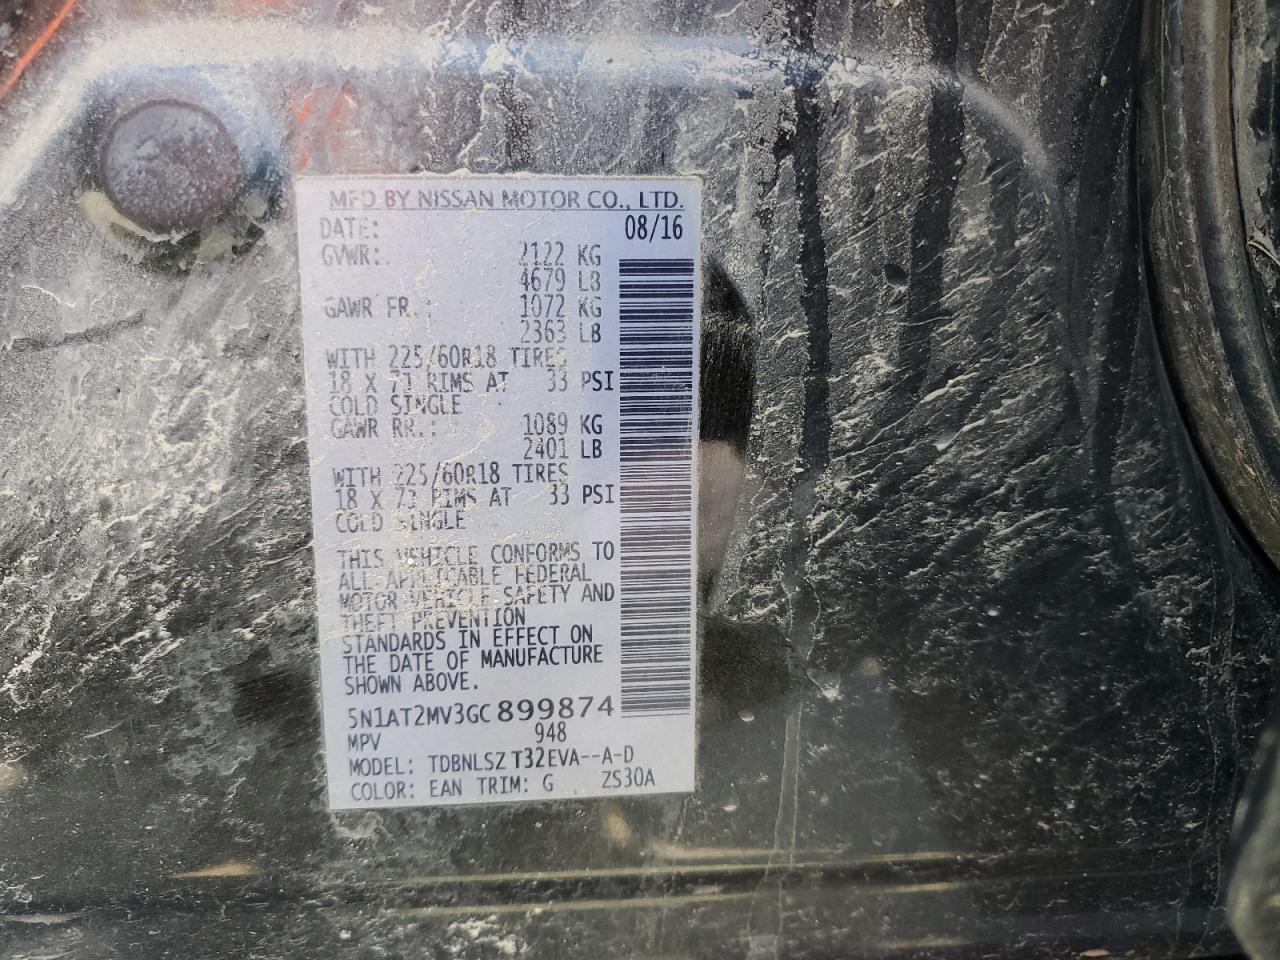 MFD BY NISSAN MOTOR CO., LTD.
DATE: 08/16
GVWR: 2122 KG
4679 LB
GAWR FR.: 1072 KG
2363 LB
WITH 225/60R18 TIRES
18 X 7J RIMS AT 33 PSI
COLD SINGLE
GAWR RR.: 1089 KG
2401 LB
WITH 225/60R18 TIRES
18 X 7J RIMS AT 33 PSI
COLD SINGLE
THIS VEHICLE CONFORMS TO
ALL APPLICABLE FEDERAL
MOTOR VEHICLE SAFETY AND
THEFT PREVENTION
STANDARDS IN EFFECT ON
THE DATE OF MANUFACTURE
SHOWN ABOVE.
5N1AT2MV3GC899874
MPV 948
MODEL: TDBNLSZ T32EVA--A-D
COLOR: EAN TRIM: G ZS30A